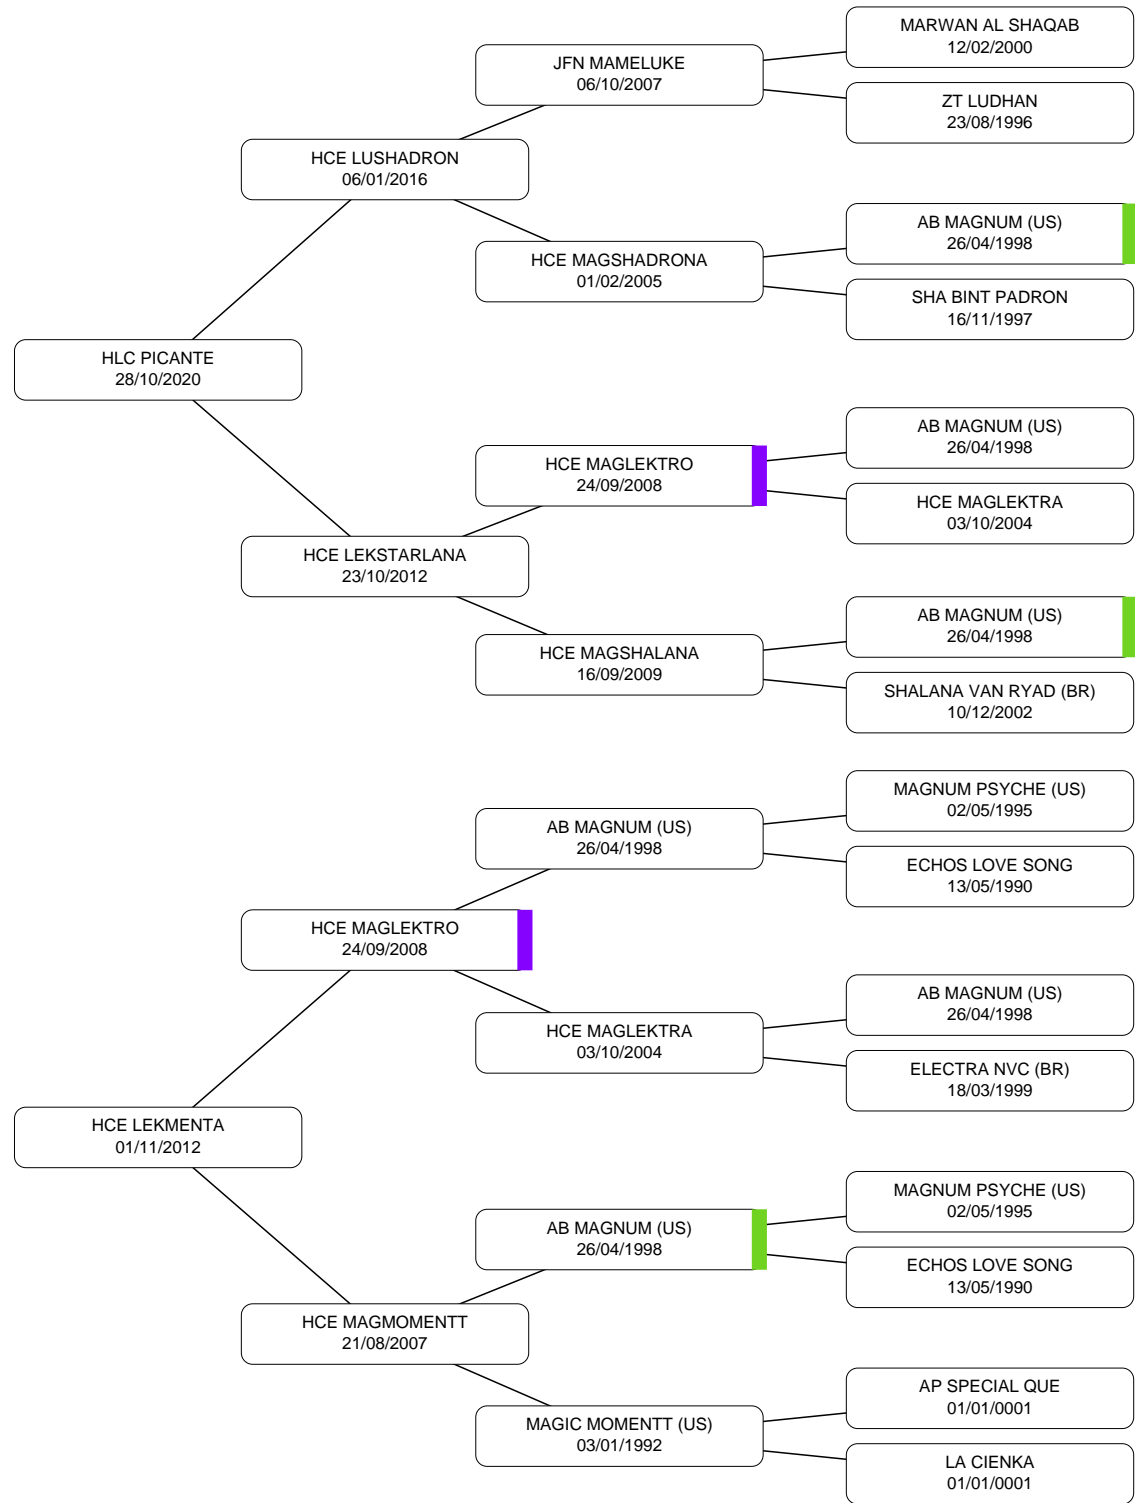 MARWAN AL SHAQAB
12/02/2000
JFN MAMELUKE
06/10/2007
ZT LUDHAN
23/08/1996
HCE LUSHADRON
06/01/2016
AB MAGNUM (US)
26/04/1998
HCE MAGSHADRONA
01/02/2005
SHA BINT PADRON
16/11/1997
HLC PICANTE
28/10/2020
AB MAGNUM (US)
26/04/1998
HCE MAGLEKTRO
24/09/2008
HCE MAGLEKTRA
03/10/2004
HCE LEKSTARLANA
23/10/2012
AB MAGNUM (US)
26/04/1998
HCE MAGSHALANA
16/09/2009
SHALANA VAN RYAD (BR)
10/12/2002
MAGNUM PSYCHE (US)
02/05/1995
AB MAGNUM (US)
26/04/1998
ECHOS LOVE SONG
13/05/1990
HCE MAGLEKTRO
24/09/2008
AB MAGNUM (US)
26/04/1998
HCE MAGLEKTRA
03/10/2004
ELECTRA NVC (BR)
18/03/1999
HCE LEKMENTA
01/11/2012
MAGNUM PSYCHE (US)
02/05/1995
AB MAGNUM (US)
26/04/1998
ECHOS LOVE SONG
13/05/1990
HCE MAGMOMENTT
21/08/2007
AP SPECIAL QUE
01/01/0001
MAGIC MOMENTT (US)
03/01/1992
LA CIENKA
01/01/0001